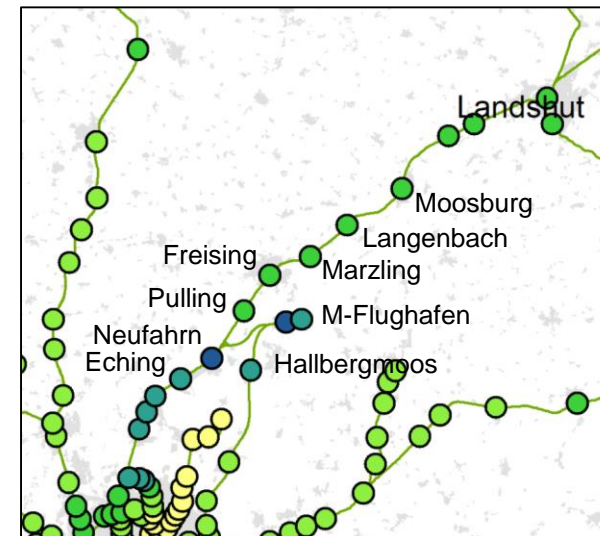 Landshut
Moosburg
Langenbach
Freising
Marzling
Pulling
M-Flughafen
Neufahrn
Eching
Hallbergmoos